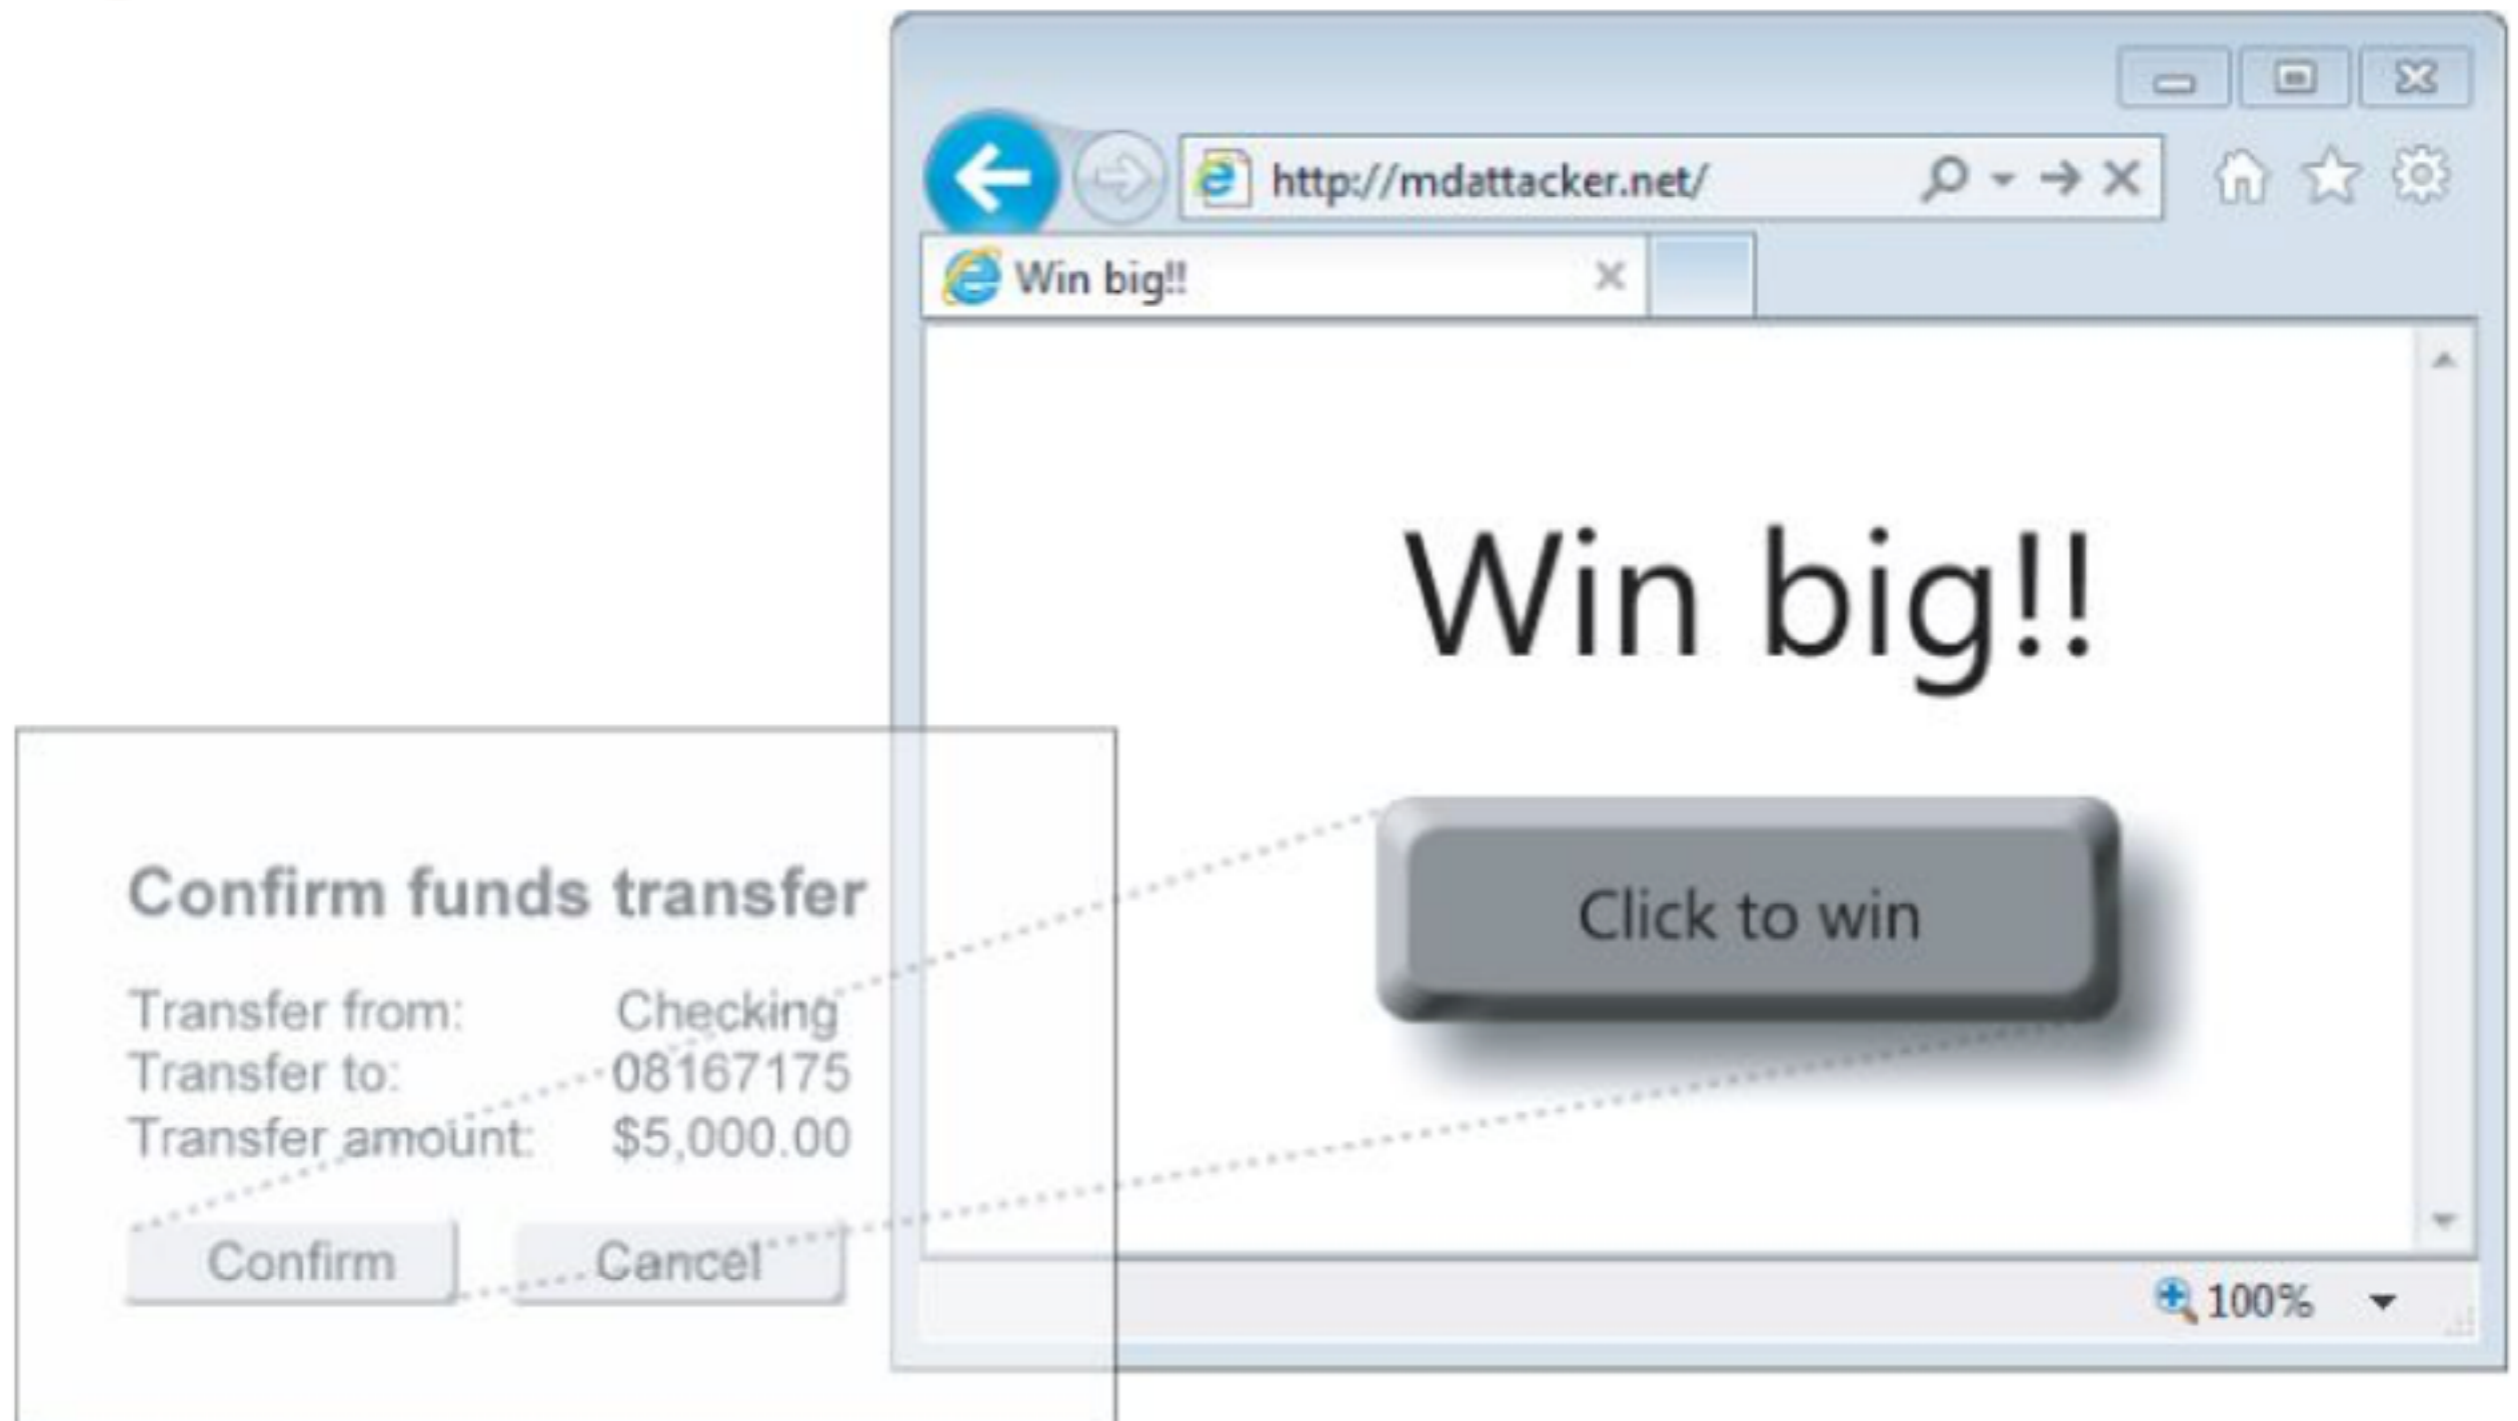 http://mdattacker.net/
Win big!!
Win big!!
Click to win
Confirm funds transfer
Transfer from: Checking
Transfer to: 08167175
Transfer amount: $5,000.00
Confirm Cancel
100%